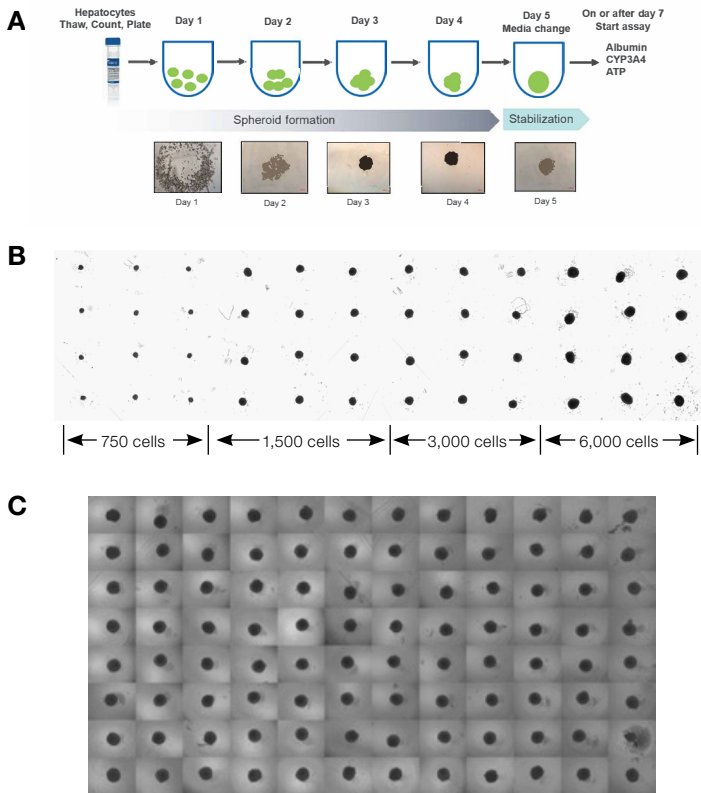 A
Hepatocytes
Thaw, Count, Plate
Day 1
Day 2
Day 3
Day 4
Day 5
Media change
On or after day 7
Start assay
Albumin
CYP3A4
ATP
Spheroid formation
Stabilization
Day 1
Day 2
Day 3
Day 4
Day 5
B
750 cells
1,500 cells
3,000 cells
6,000 cells
C